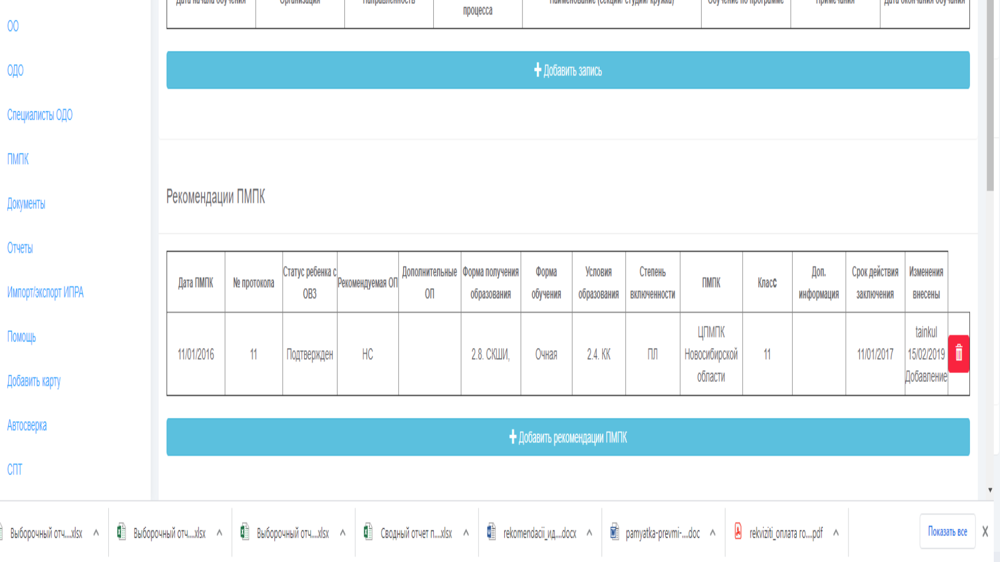 Дата начала обучения
Организация
Направленность
процесса
Наименование (секции/ студии/ кружка)
Обучение по программе
Примечания
Дата окончания обучания
ОО
ОДО
Специалисты ОДО
ПМПК
Документы
Отчеты
Импорт/экспорт ИПРА
Помощь
Добавить карту
Автосверка
СПТ
Добавить запись
Рекомендации ПМПК
Дата ПМПК
№ протокола
Статус ребенка с
ОВЗ
Рекомендуемая ОП
Дополнительные
ОП
Форма получения
образования
Форма
обучения
Условия
образования
Степень
включенности
ПМПК
Класс
Доп.
информация
Срок действия
заключения
Изменения
внесены
11/01/2016
11
Подтвержден
НС
2.8. СКШИ,
Очная
2.4. КК
ПЛ
ЦПМПК
Новосибирской
области
11
11/01/2017
tainkul
15/02/2019
Добавление
Добавить рекомендации ПМПК
Выборочный отч....xlsx
Выборочный отч....xlsx
Выборочный отч....xlsx
Сводный отчет п....xlsx
rekomendacii_ид....docx
pamyatka-prevmi-....doc
rekviziti_оплата го....pdf
Показать все